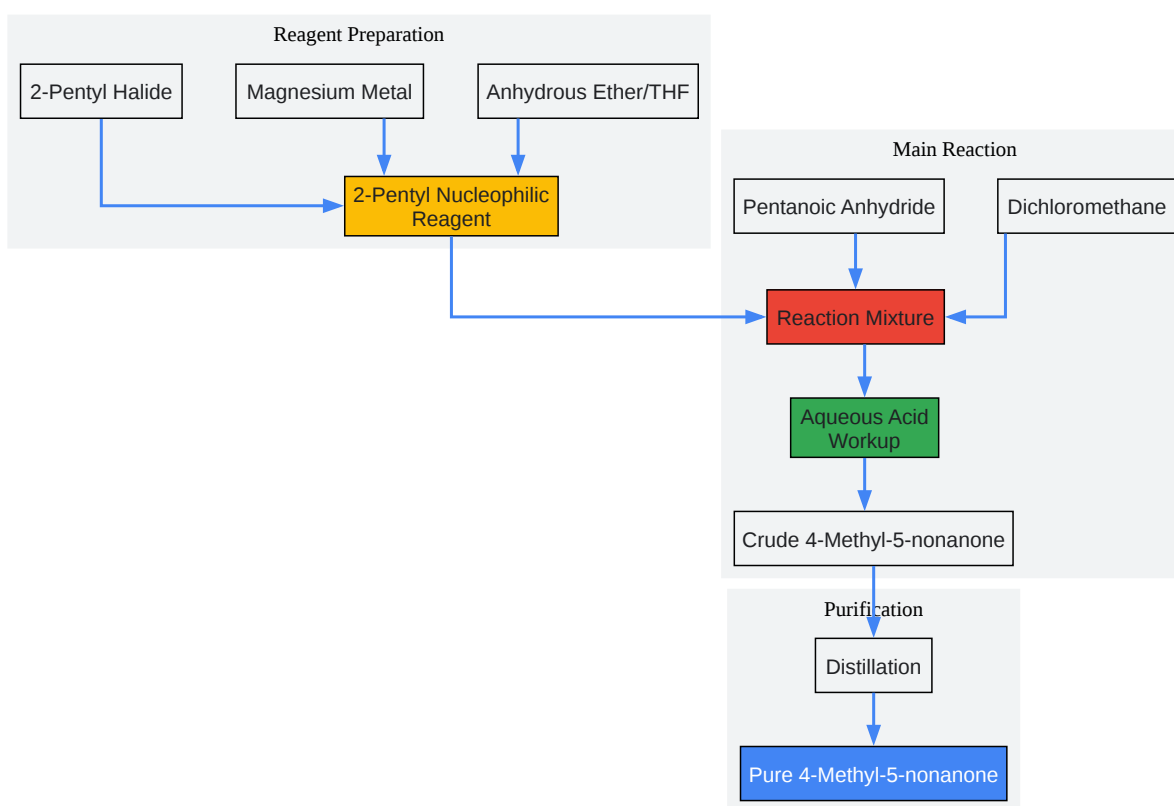 Reagent Preparation
2-Pentyl Halide
Magnesium Metal
Anhydrous Ether/THF
2-Pentyl Nucleophilic
Reagent
Main Reaction
Pentanoic Anhydride
Dichloromethane
Reaction Mixture
Aqueous Acid
Workup
Crude 4-Methyl-5-nonanone
Purification
Distillation
Pure 4-Methyl-5-nonanone